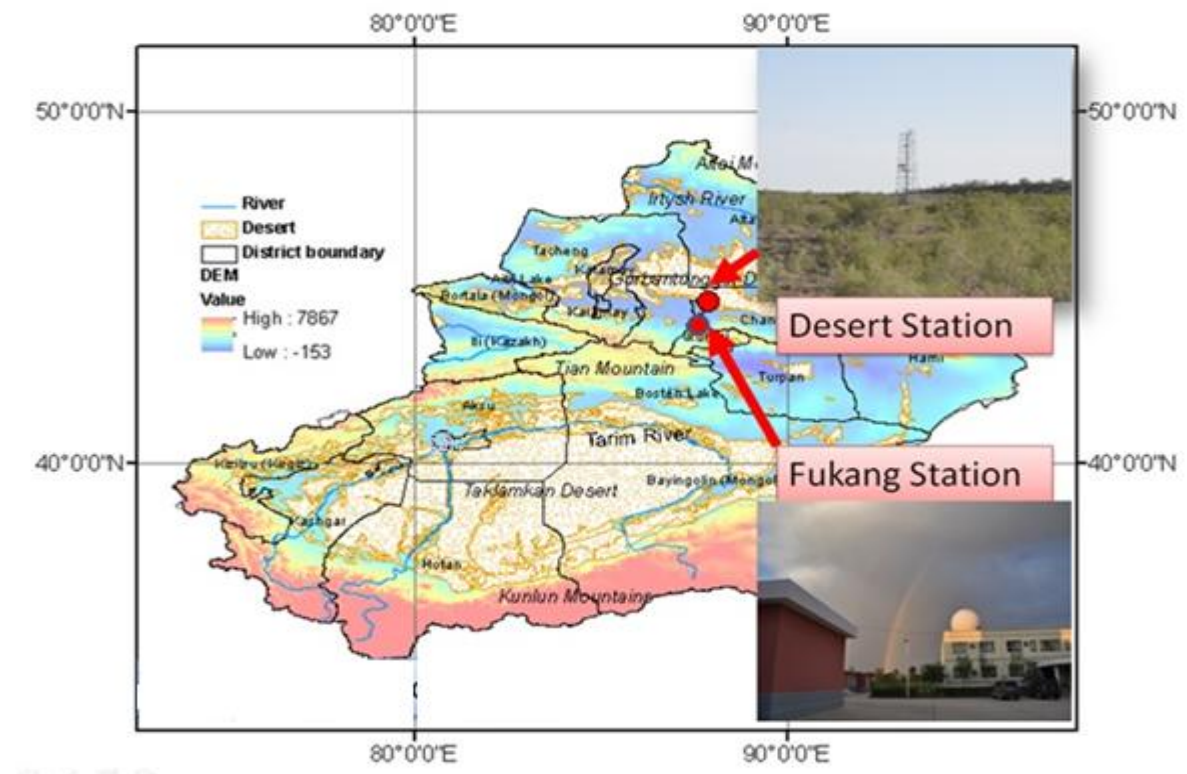 80°0'0"E
90°0'0"E
50°0'0"N
50°0'0"N
Irtysh River
River
Desert
District boundary
DEM
Value
High : 7867
Low : -153
Tacheng
Bortala (Mongol)
Karamay
Desert Station
Ili (Kazakh)
Tian Mountain
Turpan
Hami
Bosten Lake
Aksu
Tarim River
40°0'0"N
40°0'0"N
Fukang Station
Taklamkan Desert
Bayingolin (Mongol
Kashgar
Hotan
Kunlun Mountains
80°0'0"E
90°0'0"E